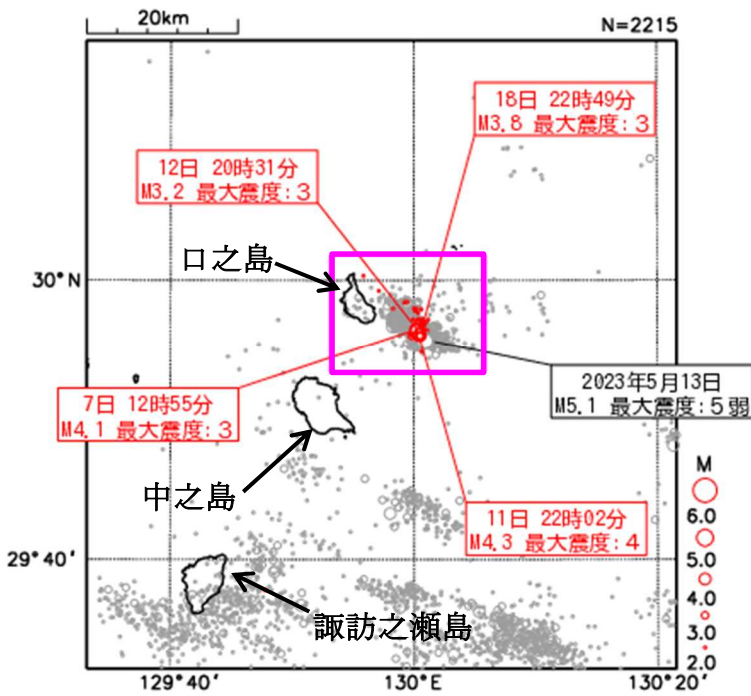 20km
N=2215
18日 22時49分
M3.8 最大震度:3
12日 20時31分
M3.2 最大震度:3
口之島
30°N
2023年5月13日
M5.1 最大震度:5弱
7日 12時55分
M4.1 最大震度:3
中之島
11日 22時02分
M4.3 最大震度:4
M
6.0
5.0
4.0
3.0
2.0
29°40′
諏訪之瀬島
129°40′
130°E
130°20′